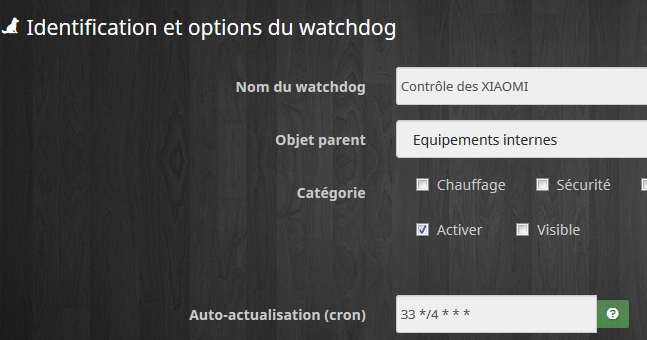 Identification et options du watchdog
Nom du watchdog Contrôle des XIAOMI
Objet parent Equipements internes
Catégorie Chauffage Sécurité
Activer Visible
Auto-actualisation (cron) 33 */4 * * *